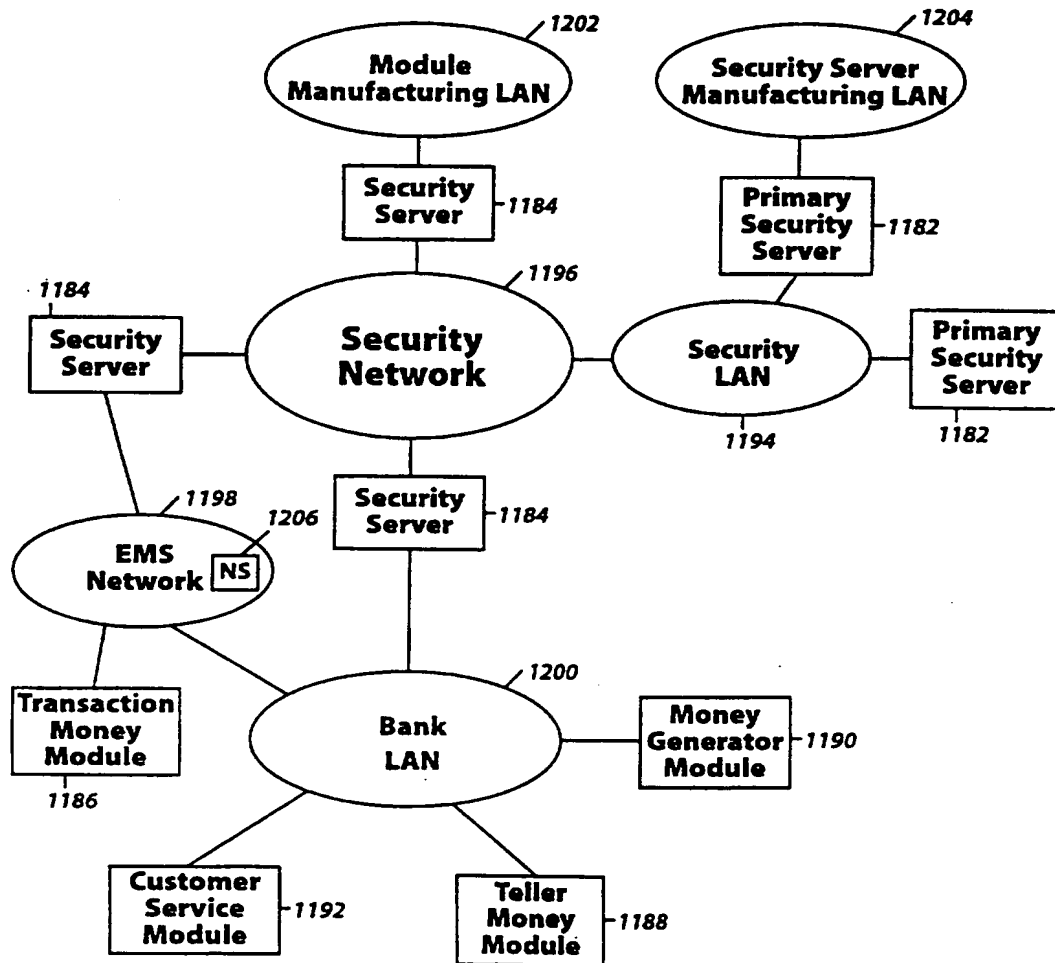 1202
Module
Manufacturing LAN
1204
Security Server
Manufacturing LAN
Security
Server
1184
Primary
Security
Server
1182
1196
Security
Network
1184
Security
Server
Security
LAN
1194
Primary
Security
Server
1182
Security
Server
1184
1198
1206
EMS
Network
NS
Transaction
Money
Module
1186
1200
Bank
LAN
Money
Generator
Module
1190
Customer
Service
Module
1192
Teller
Money
Module
1188